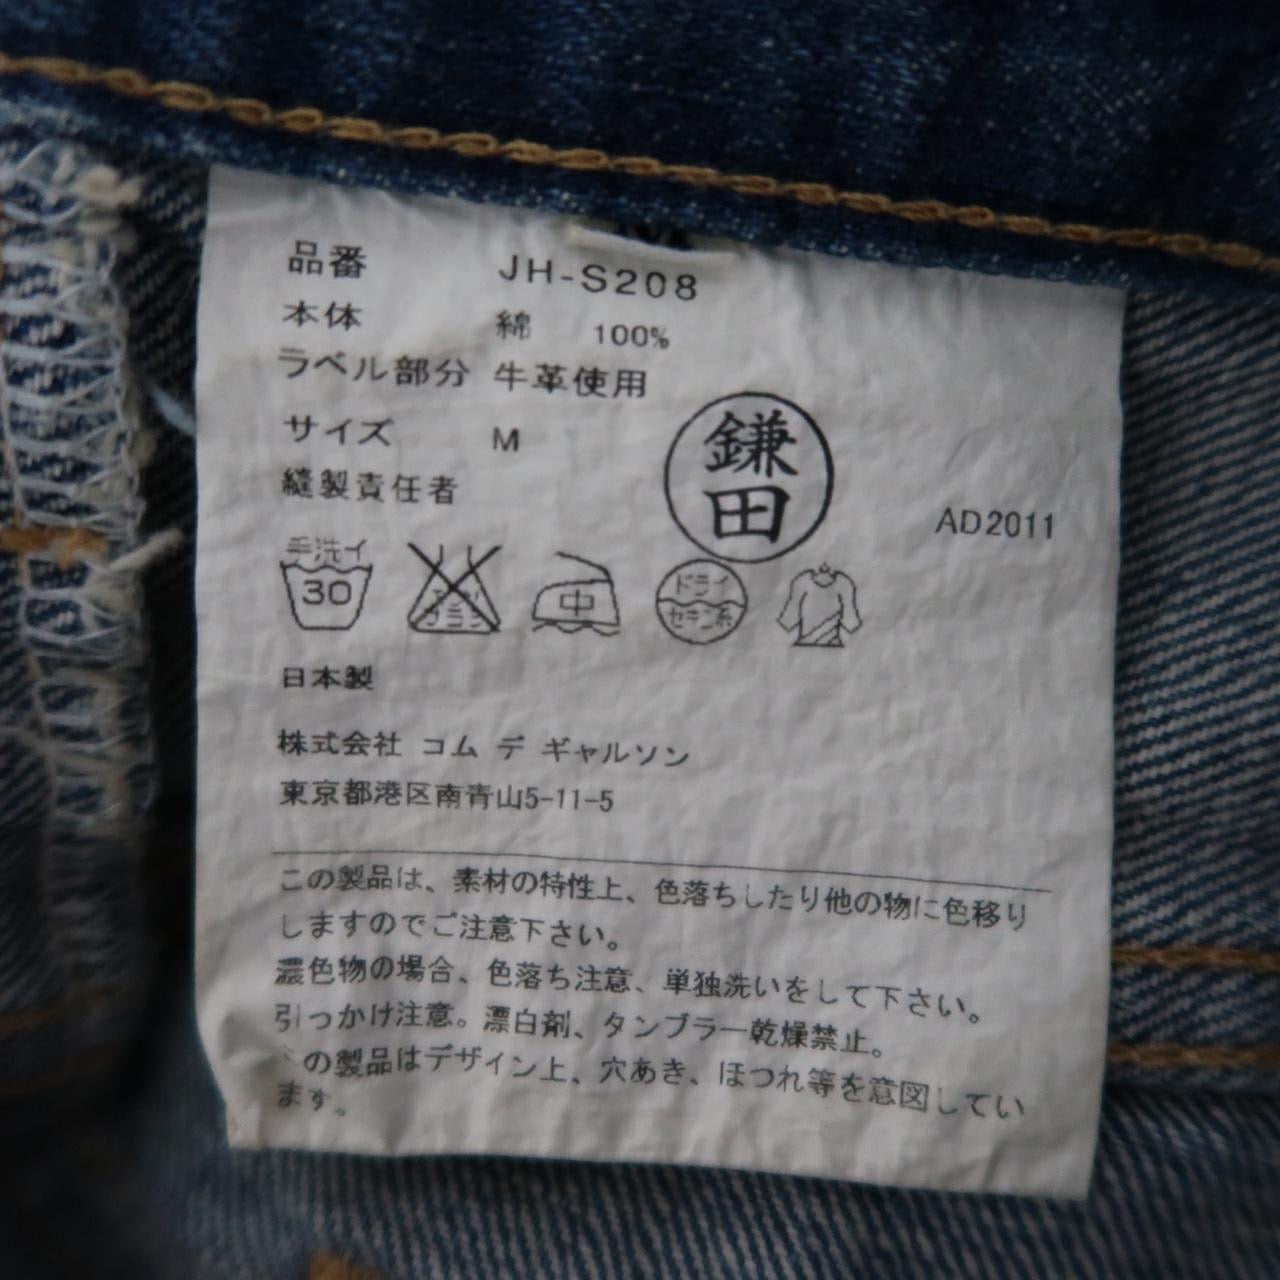 品番 JH-S208
本体 綿 100%
ラベル部分 牛革使用
サイズ M
縫製責任者 鎌田
AD2011
手洗イ 30
中
ドライ セキユ系
日本製
株式会社 コム デ ギャルソン
東京都港区南青山5-11-5
この製品は、素材の特性上、色落ちしたり他の物に色移り
しますのでご注意下さい。
濃色物の場合、色落ち注意、単独洗いをして下さい。
引っかけ注意。漂白剤、タンブラー乾燥禁止。
の製品はデザイン上、穴あき、ほつれ等を意図してい
ます。